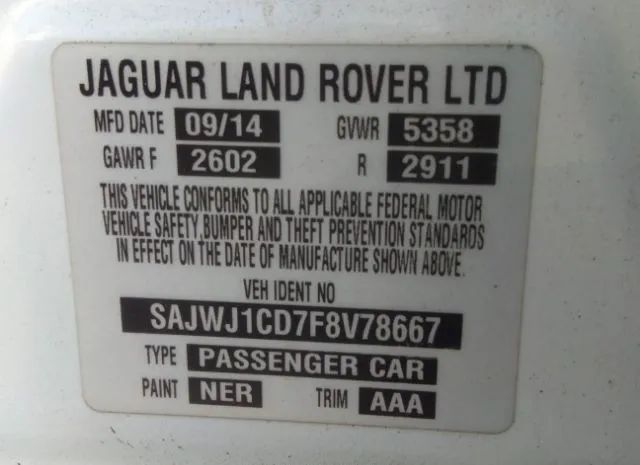 JAGUAR LAND ROVER LTD
MFD DATE 09/14 GVWR 5358
GAWR F 2602 R 2911
THIS VEHICLE CONFORMS TO ALL APPLICABLE FEDERAL MOTOR
VEHICLE SAFETY, BUMPER AND THEFT PREVENTION STANDARDS
IN EFFECT ON THE DATE OF MANUFACTURE SHOWN ABOVE.
VEH IDENT NO
SAJWJ1CD7F8V78667
TYPE PASSENGER CAR
PAINT NER TRIM AAA